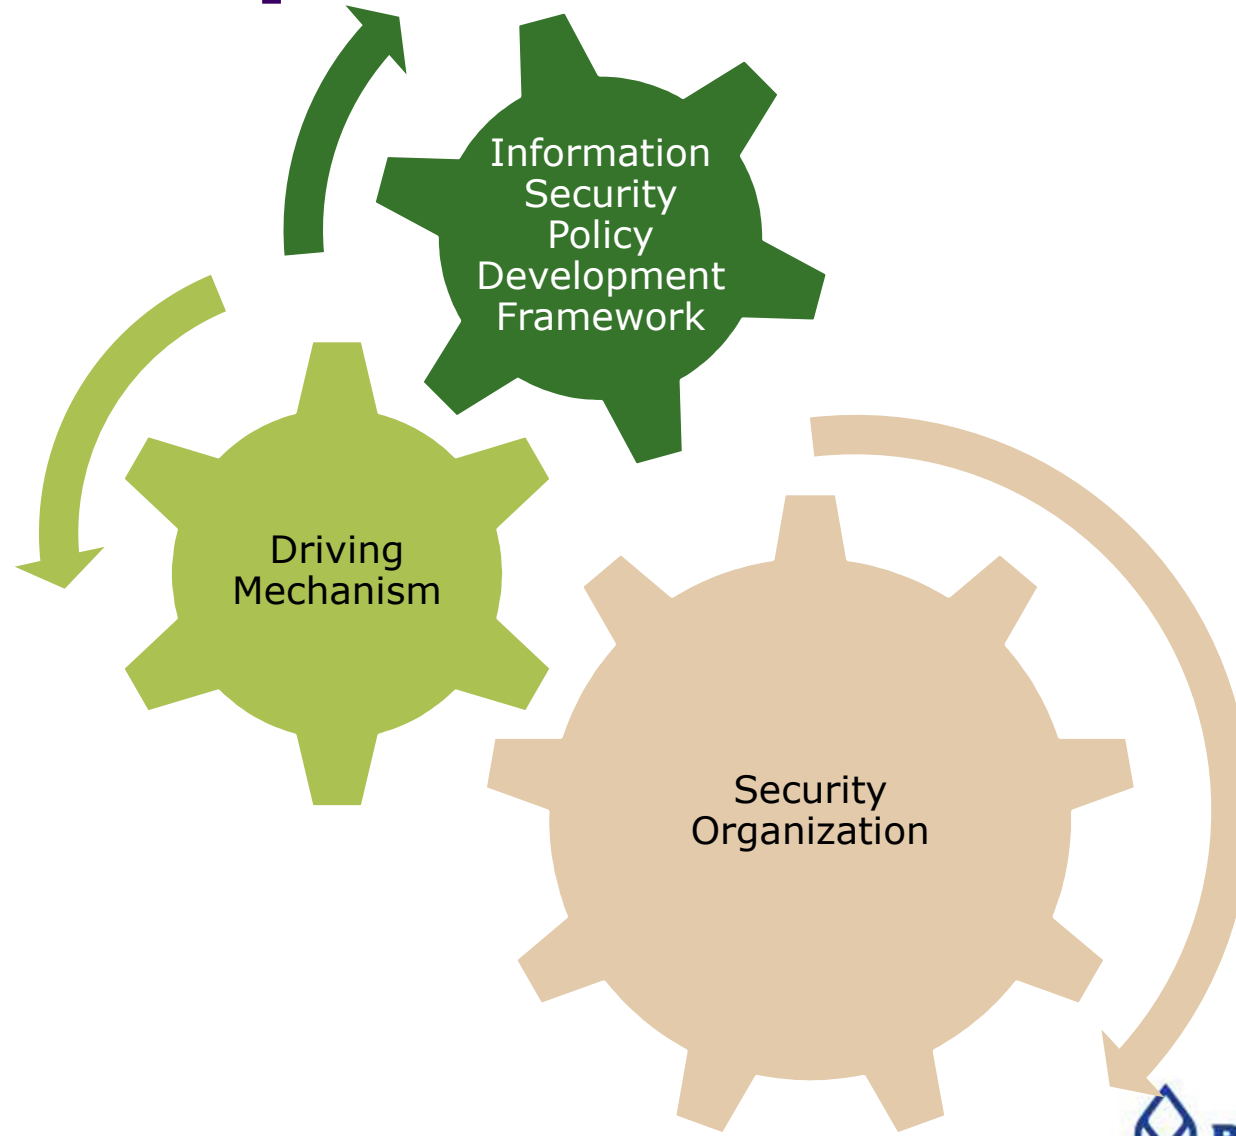 Information
Security
Policy
Development
Framework
Driving
Mechanism
Security
Organization